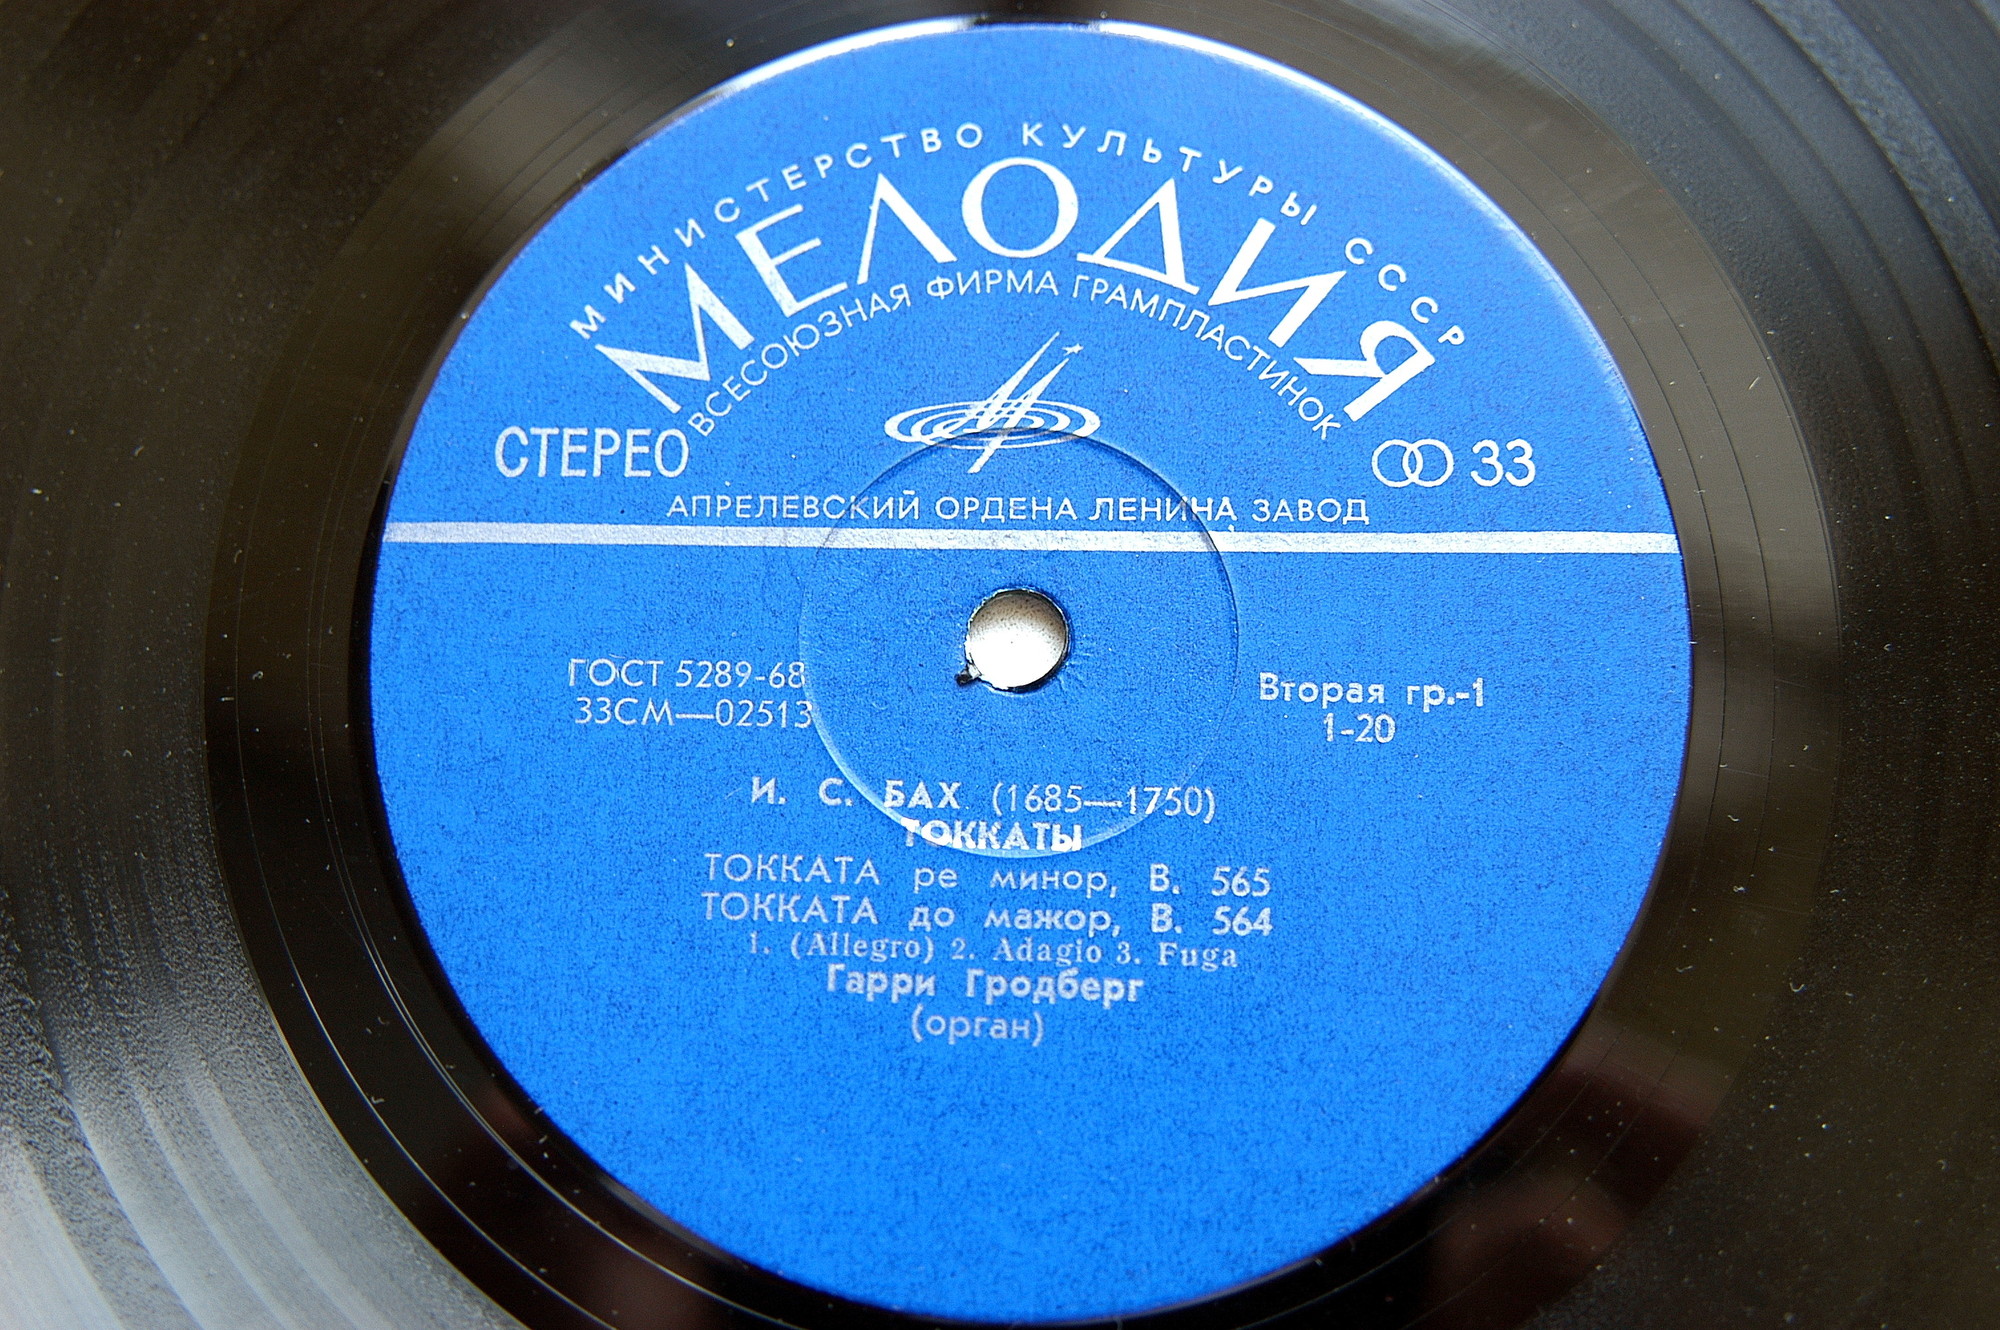 МИНИСТЕРСТВО КУЛЬТУРЫ СССР
МЕЛОДИЯ
ВСЕСОЮЗНАЯ ФИРМА ГРАМПЛАСТИНОК
СТЕРЕО
33
АПРЕЛЕВСКИЙ ОРДЕНА ЛЕНИНА ЗАВОД
ГОСТ 5289-68
33СМ—02513
Вторая гр.-1
1-20
И. С. БАХ (1685—1750)
ТОККАТЫ
ТОККАТА ре минор, В. 565
ТОККАТА до мажор, В. 564
1. (Allegro) 2. Adagio 3. Fuga
Гарри Гродберг
(орган)